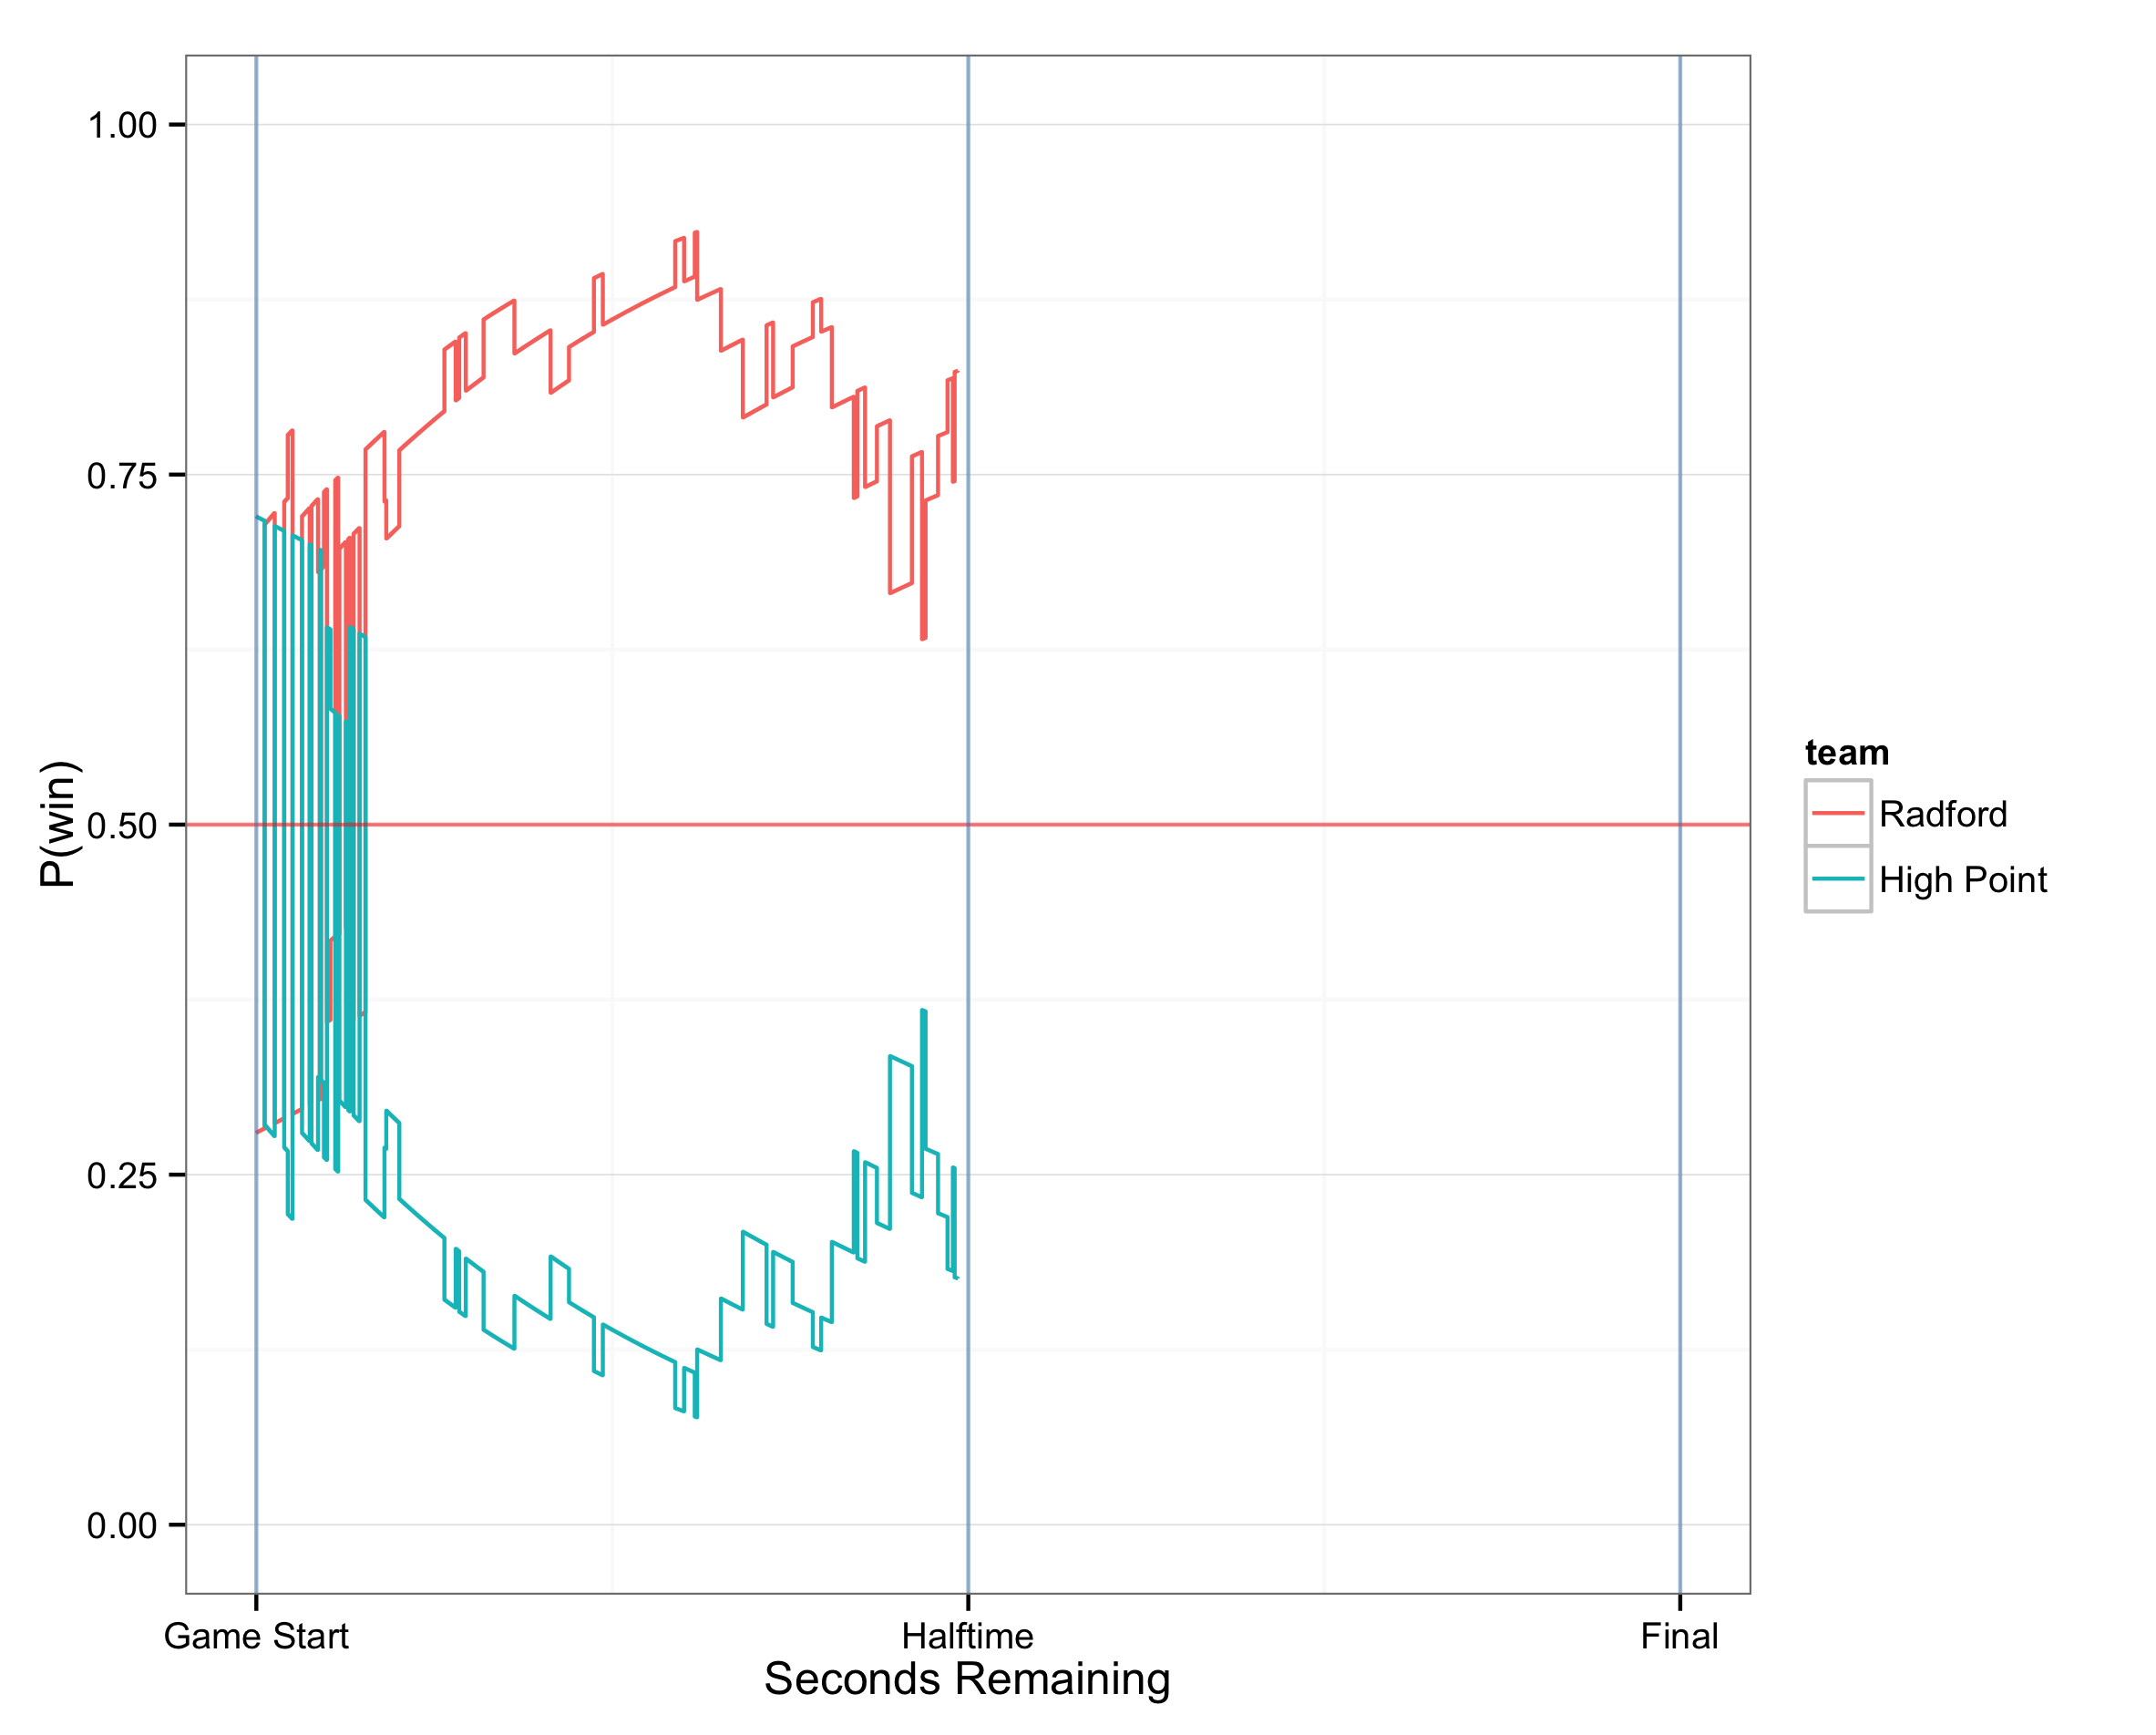 1.00
0.75
0.50
0.25
0.00
P(win)
Game Start
Halftime
Final
Seconds Remaining
team
Radford
High Point